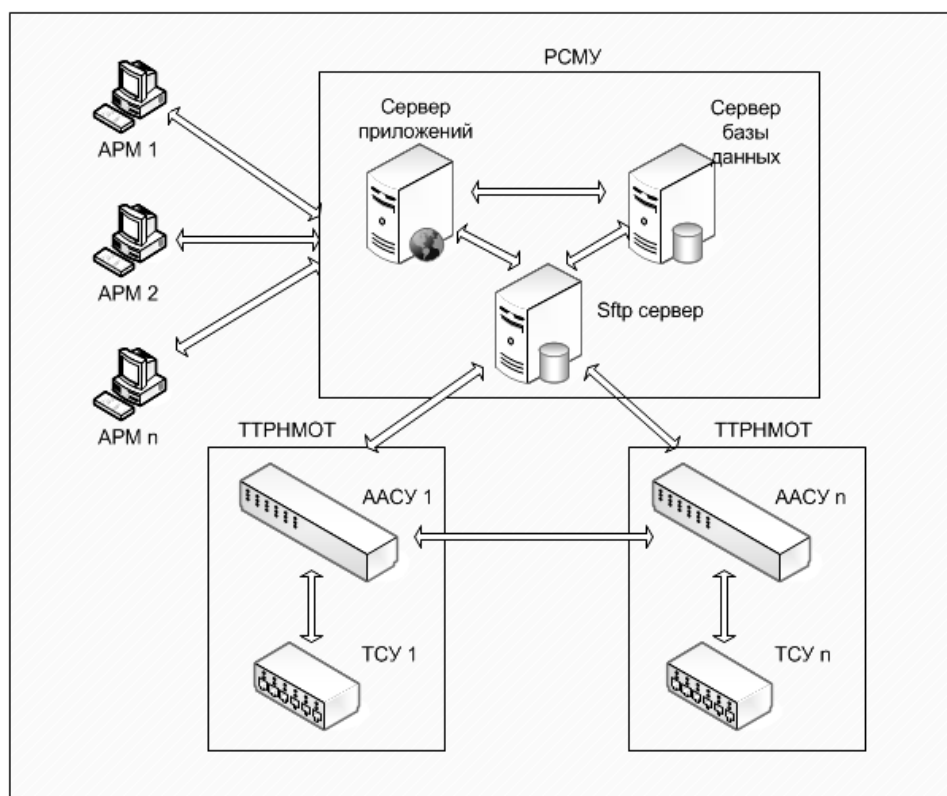 РСМУ
Сервер
приложений
Сервер
базы
данных
АРМ 1
АРМ 2
Sftp сервер
АРМ n
ТТРНМОТ
ТТРНМОТ
ААСУ 1
ААСУ n
ТСУ 1
ТСУ n